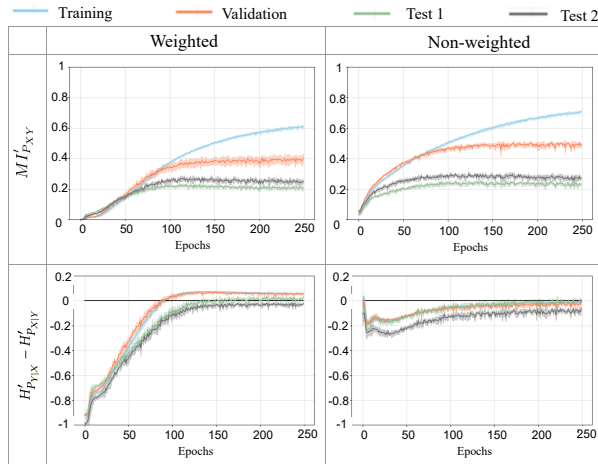 Training Validation Test 1 Test 2
Weighted Non-weighted
MI′P_XY
1
0.8
0.6
0.4
0.2
0
0 50 100 150 200 250
Epochs
1
0.8
0.6
0.4
0.2
0 50 100 150 200 250
Epochs
H′P_Y|X − H′P_X|Y
0.2
0
-0.2
-0.4
-0.6
-0.8
-1
0 50 100 150 200 250
Epochs
0.2
0
-0.2
-0.4
-0.6
-0.8
-1
0 50 100 150 200 250
Epochs